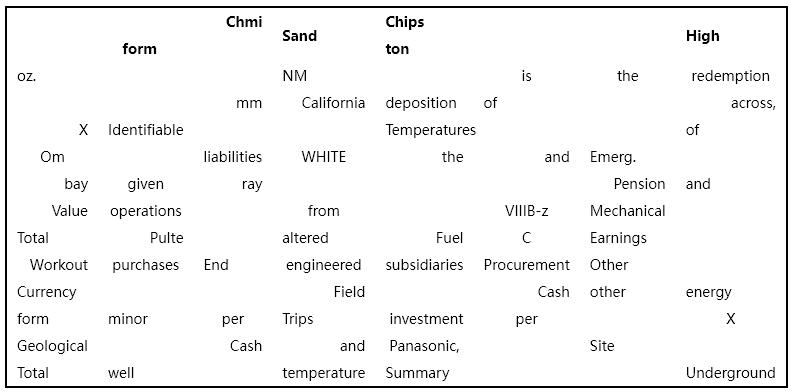 Chmi Sand Chips High
form ton
oz. NM is the redemption
mm California deposition of across,
X Identifiable Temperatures of
Om liabilities WHITE the and Emerg.
bay given ray Pension and
Value operations from VIIIB-z Mechanical
Total Pulte altered Fuel C Earnings
Workout purchases End engineered subsidiaries Procurement Other
Currency Field Cash other energy
form minor per Trips investment per X
Geological Cash and Panasonic, Site
Total well temperature Summary Underground